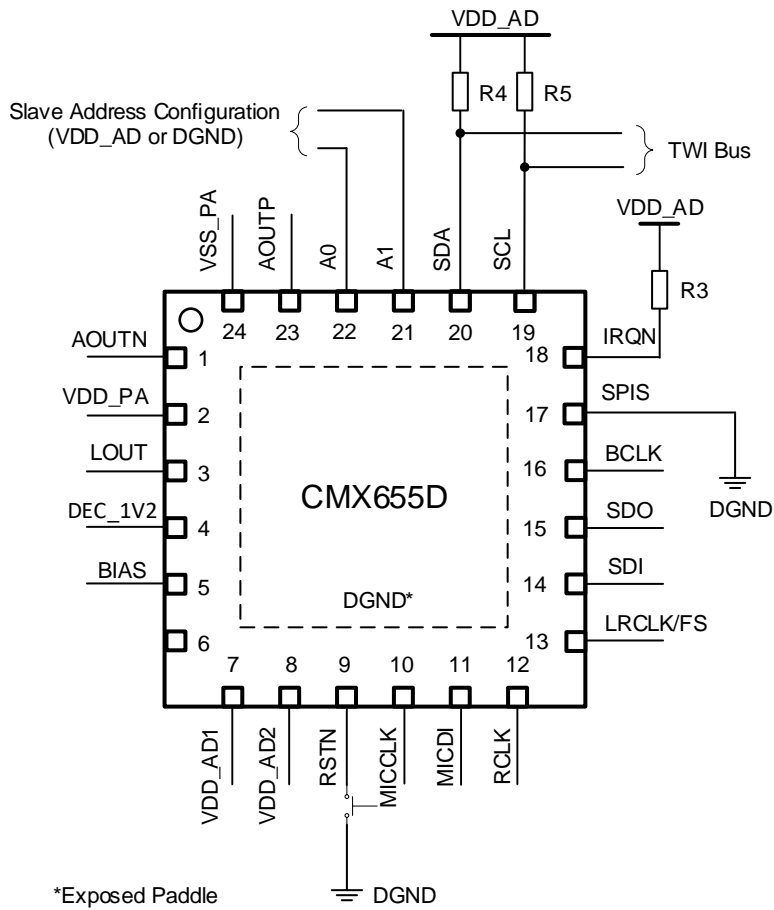 VDD_AD
R4
R5
Slave Address Configuration
(VDD_AD or DGND)
TWI Bus
VDD_AD
R3
VSS_PA
AOUTP
A0
A1
SDA
SCL
24
23
22
21
20
19
AOUTN
1
VDD_PA
2
LOUT
3
DEC_1V2
4
BIAS
5
6
18
IRQN
17
SPIS
16
BCLK
15
SDO
14
SDI
13
LRCLK/FS
DGND
CMX655D
DGND*
7
8
9
10
11
12
VDD_AD1
VDD_AD2
RSTN
MICCLK
MICDI
RCLK
*Exposed Paddle
DGND